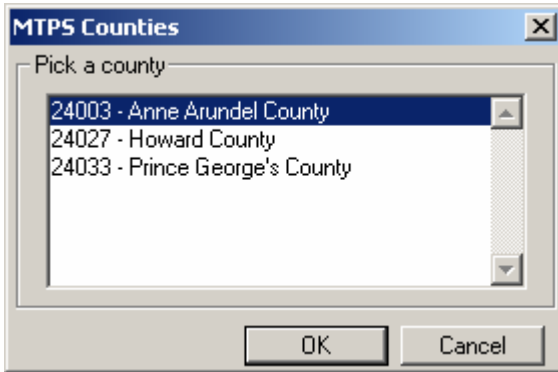 MTPS Counties
Pick a county
24003 - Anne Arundel County
24027 - Howard County
24033 - Prince George's County
OK Cancel